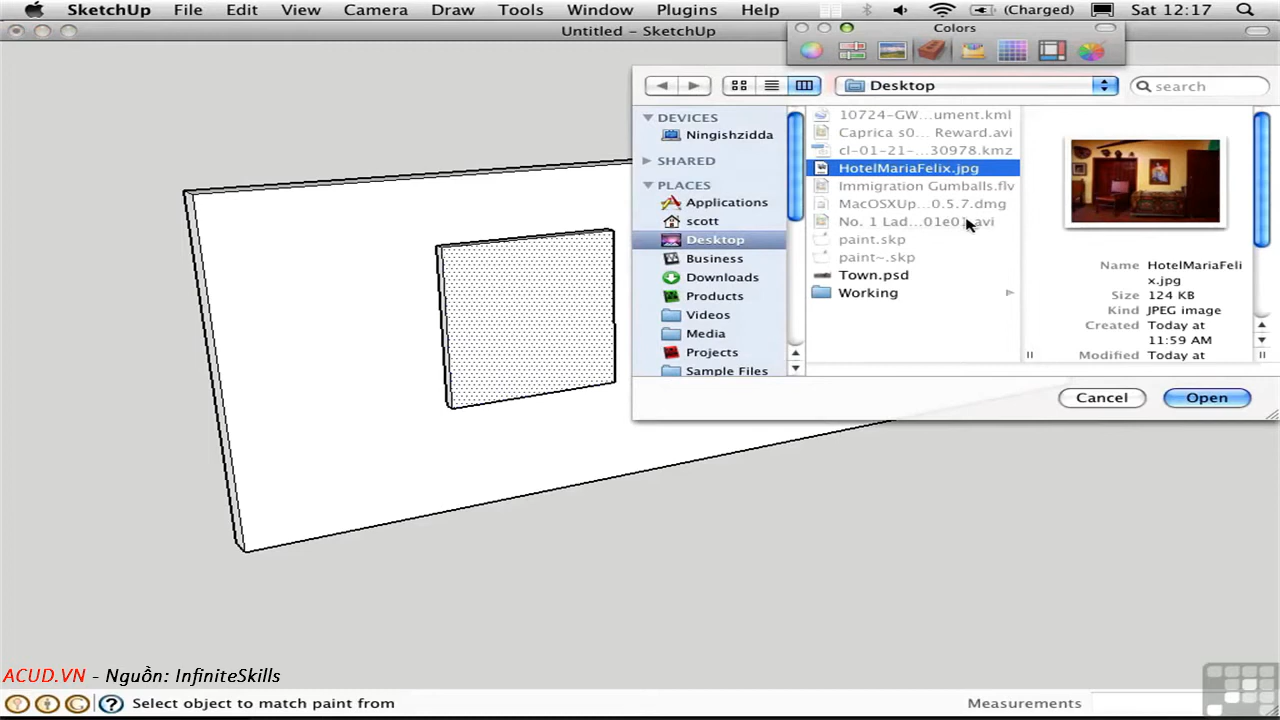 SketchUp File Edit View Camera Draw Tools Window Plugins Help (Charged) Sat 12:17
Untitled - SketchUp
Colors
Desktop
search
DEVICES
Ningishzidda
SHARED
PLACES
Applications
scott
Desktop
Business
Downloads
Products
Videos
Media
Projects
Sample Files
10724-GW...ument.kml
Caprica s0... Reward.avi
cl-01-21-...30978.kmz
HotelMariaFelix.jpg
Immigration Gumballs.flv
MacOSXUp...0.5.7.dmg
No. 1 Lad...01e01.avi
paint.skp
paint~.skp
Town.psd
Working
Name HotelMariaFeli
x.jpg
Size 124 KB
Kind JPEG image
Created Today at
11:59 AM
Modified Today at
Cancel Open
ACUD.VN - Nguồn: InfiniteSkills
Select object to match paint from
Measurements